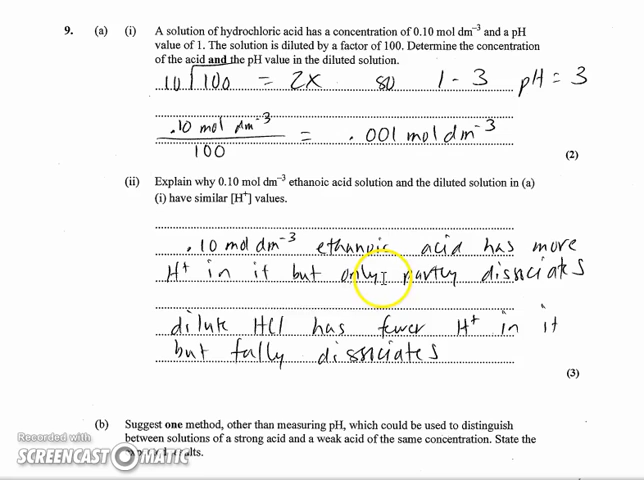 9. (a) (i) A solution of hydrochloric acid has a concentration of 0.10 mol dm⁻³ and a pH
value of 1. The solution is diluted by a factor of 100. Determine the concentration
of the acid and the pH value in the diluted solution.
10 √100 = 2x so 1 - 3 pH = 3
.10 mol dm⁻³ / 100 = .001 mol dm⁻³
(2)
(ii) Explain why 0.10 mol dm⁻³ ethanoic acid solution and the diluted solution in (a)
(i) have similar [H⁺] values.
.10 mol dm⁻³ ethanoic acid has more
H⁺ in it but only partly dissciates
dilute HCl has fewer H⁺ in it
but fully dissciates
(3)
(b) Suggest one method, other than measuring pH, which could be used to distinguish
between solutions of a strong acid and a weak acid of the same concentration. State the
results.
Recorded with
SCREENCAST-O-MATIC